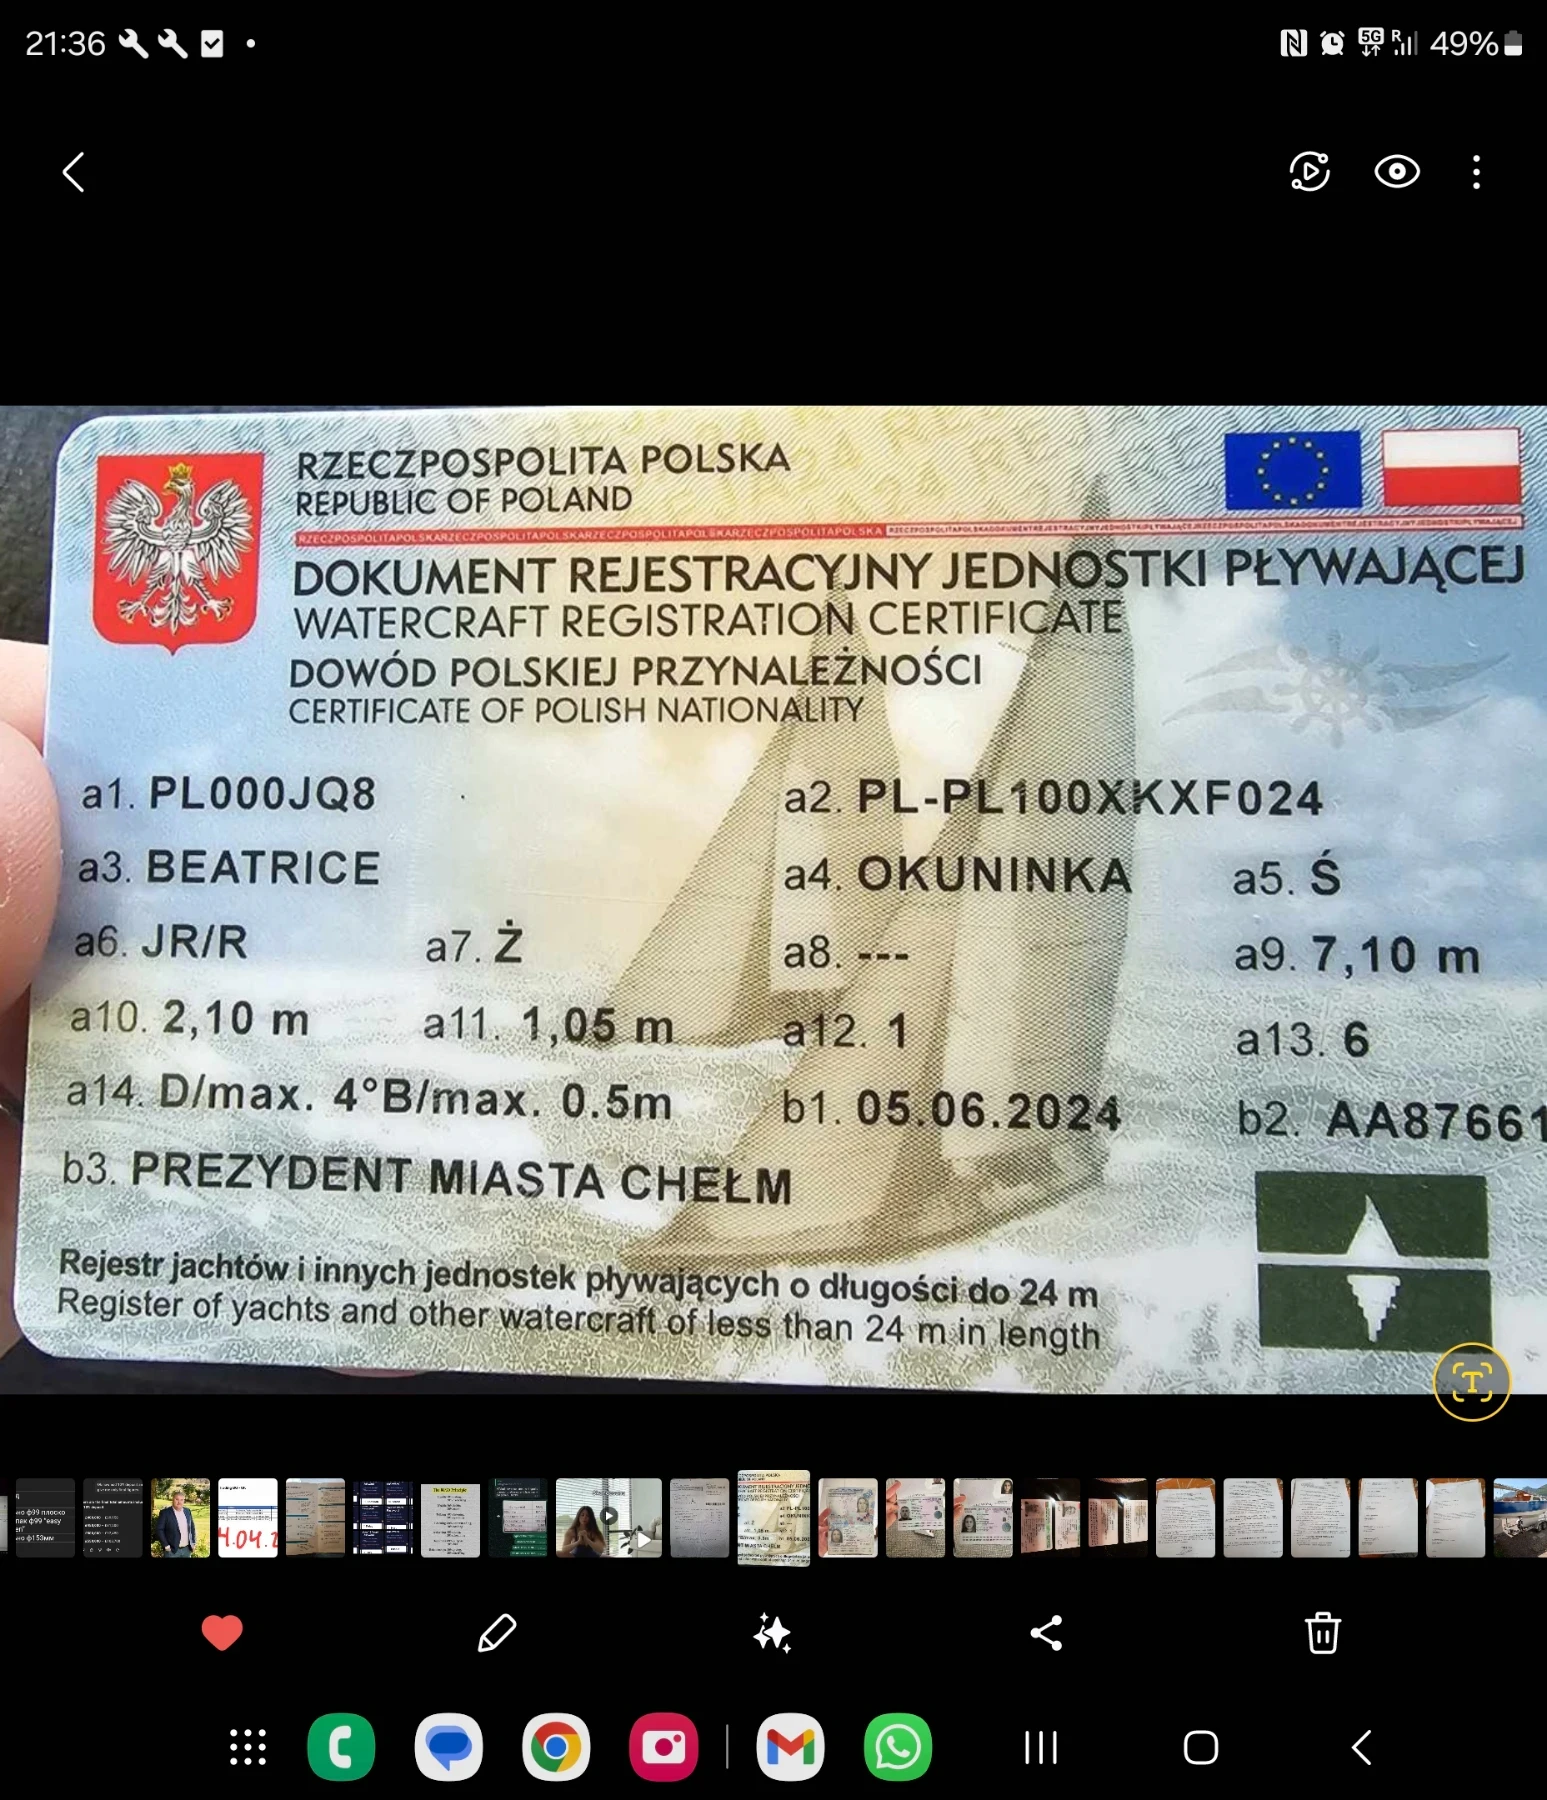 21:36
5G R 49%
RZECZPOSPOLITA POLSKA
REPUBLIC OF POLAND
DOKUMENT REJESTRACYJNY JEDNOSTKI PŁYWAJĄCEJ
WATERCRAFT REGISTRATION CERTIFICATE
DOWÓD POLSKIEJ PRZYNALEŻNOŚCI
CERTIFICATE OF POLISH NATIONALITY
a1. PL000JQ8 a2. PL-PL100XKXF024
a3. BEATRICE a4. OKUNINKA a5. Ś
a6. JR/R a7. Ż a8. --- a9. 7,10 m
a10. 2,10 m a11. 1,05 m a12. 1 a13. 6
a14. D/max. 4°B/max. 0.5m b1. 05.06.2024 b2. AA87661
b3. PREZYDENT MIASTA CHEŁM
Rejestr jachtów i innych jednostek pływających o długości do 24 m
Register of yachts and other watercraft of less than 24 m in length
T